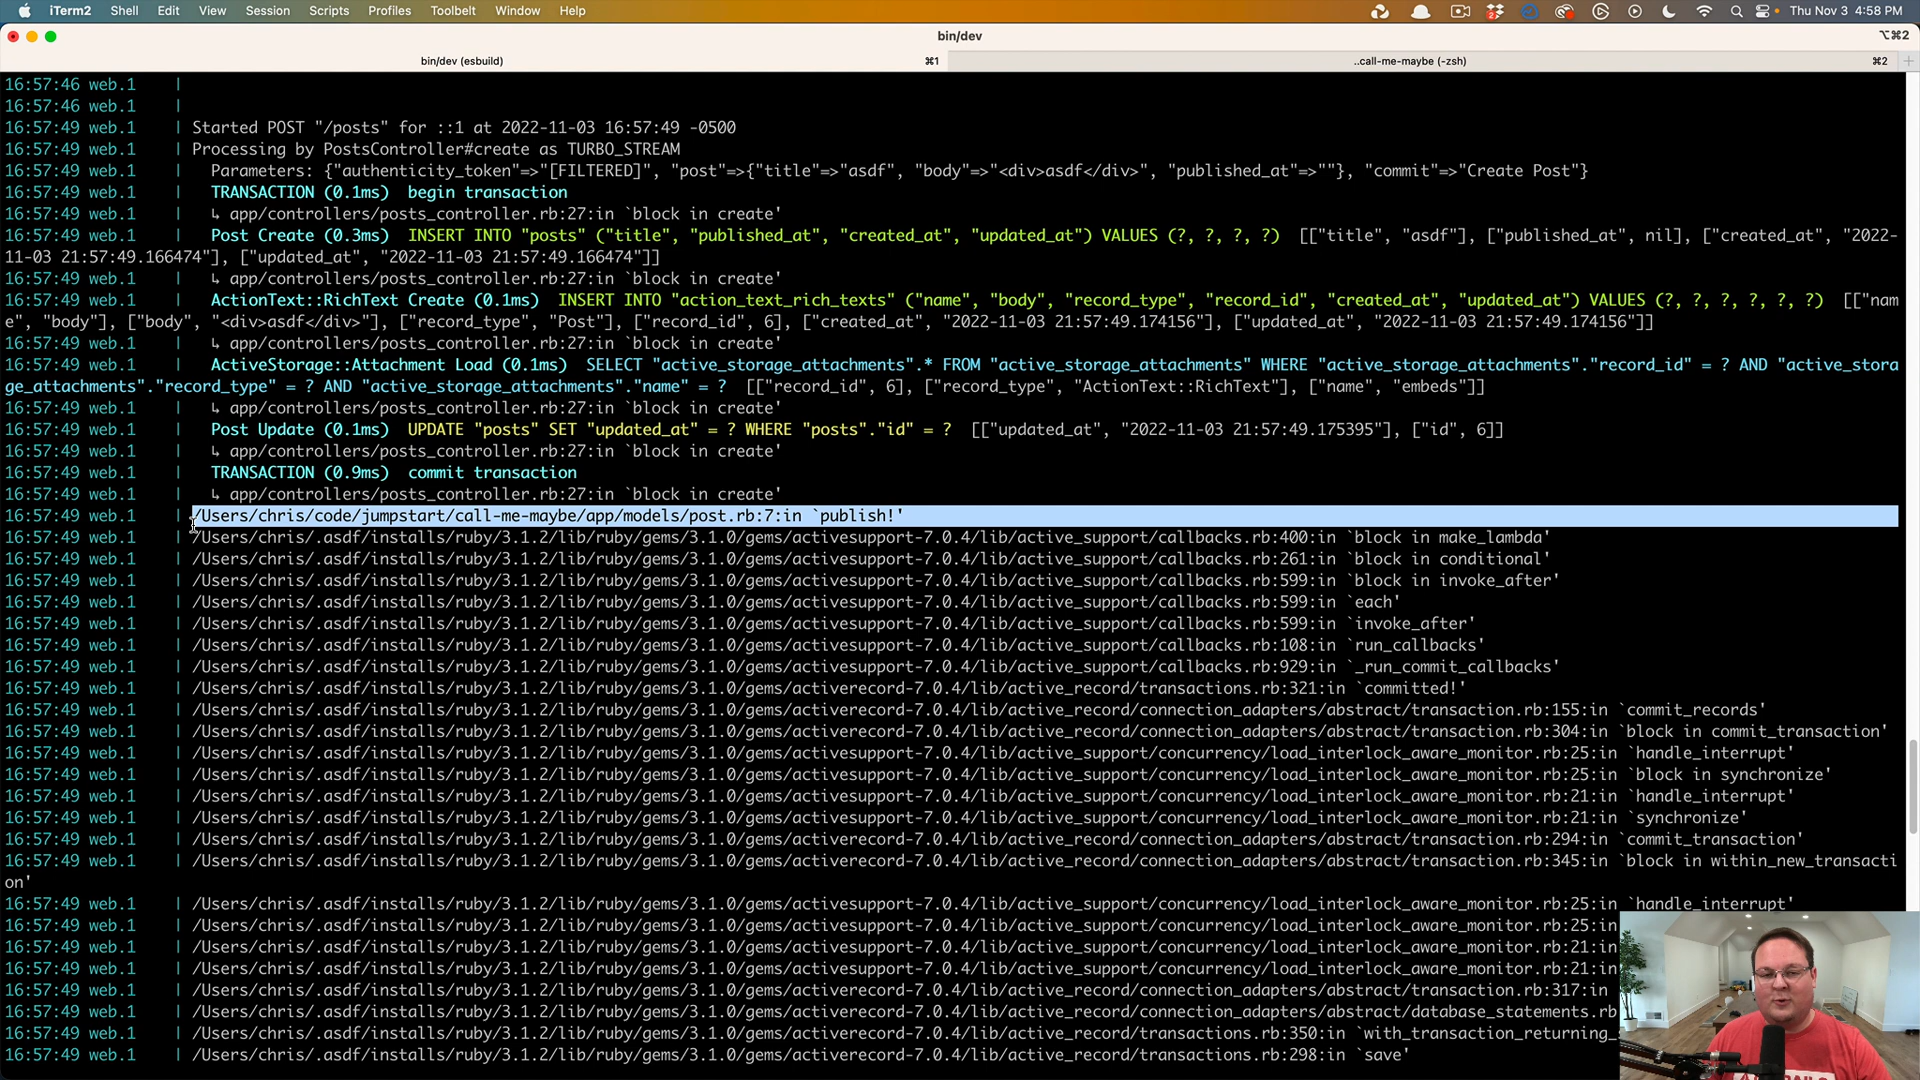 iTerm2 Shell Edit View Session Scripts Profiles Toolbelt Window Help Thu Nov 3 4:58 PM
bin/dev ⌥⌘2
bin/dev (esbuild) ⌘1 ..call-me-maybe (-zsh) ⌘2
16:57:46 web.1 |
16:57:46 web.1 |
16:57:49 web.1 | Started POST "/posts" for ::1 at 2022-11-03 16:57:49 -0500
16:57:49 web.1 | Processing by PostsController#create as TURBO_STREAM
16:57:49 web.1 | Parameters: {"authenticity_token"=>"[FILTERED]", "post"=>{"title"=>"asdf", "body"=>"<div>asdf</div>", "published_at"=>""}, "commit"=>"Create Post"}
16:57:49 web.1 | TRANSACTION (0.1ms) begin transaction
16:57:49 web.1 | ↳ app/controllers/posts_controller.rb:27:in `block in create'
16:57:49 web.1 | Post Create (0.3ms) INSERT INTO "posts" ("title", "published_at", "created_at", "updated_at") VALUES (?, ?, ?, ?) [["title", "asdf"], ["published_at", nil], ["created_at", "2022-
11-03 21:57:49.166474"], ["updated_at", "2022-11-03 21:57:49.166474"]]
16:57:49 web.1 | ↳ app/controllers/posts_controller.rb:27:in `block in create'
16:57:49 web.1 | ActionText::RichText Create (0.1ms) INSERT INTO "action_text_rich_texts" ("name", "body", "record_type", "record_id", "created_at", "updated_at") VALUES (?, ?, ?, ?, ?, ?) [["nam
e", "body"], ["body", "<div>asdf</div>"], ["record_type", "Post"], ["record_id", 6], ["created_at", "2022-11-03 21:57:49.174156"], ["updated_at", "2022-11-03 21:57:49.174156"]]
16:57:49 web.1 | ↳ app/controllers/posts_controller.rb:27:in `block in create'
16:57:49 web.1 | ActiveStorage::Attachment Load (0.1ms) SELECT "active_storage_attachments".* FROM "active_storage_attachments" WHERE "active_storage_attachments"."record_id" = ? AND "active_stora
ge_attachments"."record_type" = ? AND "active_storage_attachments"."name" = ? [["record_id", 6], ["record_type", "ActionText::RichText"], ["name", "embeds"]]
16:57:49 web.1 | ↳ app/controllers/posts_controller.rb:27:in `block in create'
16:57:49 web.1 | Post Update (0.1ms) UPDATE "posts" SET "updated_at" = ? WHERE "posts"."id" = ? [["updated_at", "2022-11-03 21:57:49.175395"], ["id", 6]]
16:57:49 web.1 | ↳ app/controllers/posts_controller.rb:27:in `block in create'
16:57:49 web.1 | TRANSACTION (0.9ms) commit transaction
16:57:49 web.1 | ↳ app/controllers/posts_controller.rb:27:in `block in create'
16:57:49 web.1 | /Users/chris/code/jumpstart/call-me-maybe/app/models/post.rb:7:in `publish!'
16:57:49 web.1 | /Users/chris/.asdf/installs/ruby/3.1.2/lib/ruby/gems/3.1.0/gems/activesupport-7.0.4/lib/active_support/callbacks.rb:400:in `block in make_lambda'
16:57:49 web.1 | /Users/chris/.asdf/installs/ruby/3.1.2/lib/ruby/gems/3.1.0/gems/activesupport-7.0.4/lib/active_support/callbacks.rb:261:in `block in conditional'
16:57:49 web.1 | /Users/chris/.asdf/installs/ruby/3.1.2/lib/ruby/gems/3.1.0/gems/activesupport-7.0.4/lib/active_support/callbacks.rb:599:in `block in invoke_after'
16:57:49 web.1 | /Users/chris/.asdf/installs/ruby/3.1.2/lib/ruby/gems/3.1.0/gems/activesupport-7.0.4/lib/active_support/callbacks.rb:599:in `each'
16:57:49 web.1 | /Users/chris/.asdf/installs/ruby/3.1.2/lib/ruby/gems/3.1.0/gems/activesupport-7.0.4/lib/active_support/callbacks.rb:599:in `invoke_after'
16:57:49 web.1 | /Users/chris/.asdf/installs/ruby/3.1.2/lib/ruby/gems/3.1.0/gems/activesupport-7.0.4/lib/active_support/callbacks.rb:108:in `run_callbacks'
16:57:49 web.1 | /Users/chris/.asdf/installs/ruby/3.1.2/lib/ruby/gems/3.1.0/gems/activesupport-7.0.4/lib/active_support/callbacks.rb:929:in `_run_commit_callbacks'
16:57:49 web.1 | /Users/chris/.asdf/installs/ruby/3.1.2/lib/ruby/gems/3.1.0/gems/activerecord-7.0.4/lib/active_record/transactions.rb:321:in `committed!'
16:57:49 web.1 | /Users/chris/.asdf/installs/ruby/3.1.2/lib/ruby/gems/3.1.0/gems/activerecord-7.0.4/lib/active_record/connection_adapters/abstract/transaction.rb:155:in `commit_records'
16:57:49 web.1 | /Users/chris/.asdf/installs/ruby/3.1.2/lib/ruby/gems/3.1.0/gems/activerecord-7.0.4/lib/active_record/connection_adapters/abstract/transaction.rb:304:in `block in commit_transaction'
16:57:49 web.1 | /Users/chris/.asdf/installs/ruby/3.1.2/lib/ruby/gems/3.1.0/gems/activesupport-7.0.4/lib/active_support/concurrency/load_interlock_aware_monitor.rb:25:in `handle_interrupt'
16:57:49 web.1 | /Users/chris/.asdf/installs/ruby/3.1.2/lib/ruby/gems/3.1.0/gems/activesupport-7.0.4/lib/active_support/concurrency/load_interlock_aware_monitor.rb:25:in `block in synchronize'
16:57:49 web.1 | /Users/chris/.asdf/installs/ruby/3.1.2/lib/ruby/gems/3.1.0/gems/activesupport-7.0.4/lib/active_support/concurrency/load_interlock_aware_monitor.rb:21:in `handle_interrupt'
16:57:49 web.1 | /Users/chris/.asdf/installs/ruby/3.1.2/lib/ruby/gems/3.1.0/gems/activesupport-7.0.4/lib/active_support/concurrency/load_interlock_aware_monitor.rb:21:in `synchronize'
16:57:49 web.1 | /Users/chris/.asdf/installs/ruby/3.1.2/lib/ruby/gems/3.1.0/gems/activerecord-7.0.4/lib/active_record/connection_adapters/abstract/transaction.rb:294:in `commit_transaction'
16:57:49 web.1 | /Users/chris/.asdf/installs/ruby/3.1.2/lib/ruby/gems/3.1.0/gems/activerecord-7.0.4/lib/active_record/connection_adapters/abstract/transaction.rb:345:in `block in within_new_transacti
on'
16:57:49 web.1 | /Users/chris/.asdf/installs/ruby/3.1.2/lib/ruby/gems/3.1.0/gems/activesupport-7.0.4/lib/active_support/concurrency/load_interlock_aware_monitor.rb:25:in `handle_interrupt'
16:57:49 web.1 | /Users/chris/.asdf/installs/ruby/3.1.2/lib/ruby/gems/3.1.0/gems/activesupport-7.0.4/lib/active_support/concurrency/load_interlock_aware_monitor.rb:25:in
16:57:49 web.1 | /Users/chris/.asdf/installs/ruby/3.1.2/lib/ruby/gems/3.1.0/gems/activesupport-7.0.4/lib/active_support/concurrency/load_interlock_aware_monitor.rb:21:in
16:57:49 web.1 | /Users/chris/.asdf/installs/ruby/3.1.2/lib/ruby/gems/3.1.0/gems/activesupport-7.0.4/lib/active_support/concurrency/load_interlock_aware_monitor.rb:21:in
16:57:49 web.1 | /Users/chris/.asdf/installs/ruby/3.1.2/lib/ruby/gems/3.1.0/gems/activerecord-7.0.4/lib/active_record/connection_adapters/abstract/transaction.rb:317:in
16:57:49 web.1 | /Users/chris/.asdf/installs/ruby/3.1.2/lib/ruby/gems/3.1.0/gems/activerecord-7.0.4/lib/active_record/connection_adapters/abstract/database_statements.rb
16:57:49 web.1 | /Users/chris/.asdf/installs/ruby/3.1.2/lib/ruby/gems/3.1.0/gems/activerecord-7.0.4/lib/active_record/transactions.rb:350:in `with_transaction_returning_
16:57:49 web.1 | /Users/chris/.asdf/installs/ruby/3.1.2/lib/ruby/gems/3.1.0/gems/activerecord-7.0.4/lib/active_record/transactions.rb:298:in `save'